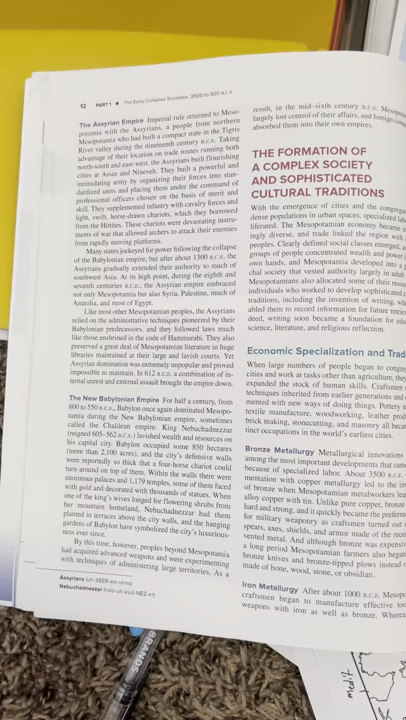 12 PART 1 ■ The Early Complex Societies, 3500 to 500 B.C.E.
The Assyrian Empire Imperial rule returned to Meso-
potamia with the Assyrians, a people from northern
Mesopotamia who had built a compact state in the Tigris
River valley during the nineteenth century B.C.E. Taking
advantage of their location on trade routes running both
north-south and east-west, the Assyrians built flourishing
cities at Assur and Nineveh. They built a powerful and
intimidating army by organizing their forces into stan-
dardized units and placing them under the command of
professional officers chosen on the basis of merit and
skill. They supplemented infantry with cavalry forces and
light, swift, horse-drawn chariots, which they borrowed
from the Hittites. These chariots were devastating instru-
ments of war that allowed archers to attack their enemies
from rapidly moving platforms.
Many states jockeyed for power following the collapse
of the Babylonian empire, but after about 1300 B.C.E. the
Assyrians gradually extended their authority to much of
southwest Asia. At its high point, during the eighth and
seventh centuries B.C.E., the Assyrian empire embraced
not only Mesopotamia but also Syria, Palestine, much of
Anatolia, and most of Egypt.
Like most other Mesopotamian peoples, the Assyrians
relied on the administrative techniques pioneered by their
Babylonian predecessors, and they followed laws much
like those enshrined in the code of Hammurabi. They also
preserved a great deal of Mesopotamian literature in huge
libraries maintained at their large and lavish courts. Yet
Assyrian domination was extremely unpopular and proved
impossible to maintain. In 612 B.C.E. a combination of in-
ternal unrest and external assault brought the empire down.
The New Babylonian Empire For half a century, from
600 to 550 B.C.E., Babylon once again dominated Mesopo-
tamia during the New Babylonian empire, sometimes
called the Chaldean empire. King Nebuchadnezzar
(reigned 605–562 B.C.E.) lavished wealth and resources on
his capital city. Babylon occupied some 850 hectares
(more than 2,100 acres), and the city's defensive walls
were reportedly so thick that a four-horse chariot could
turn around on top of them. Within the walls there were
enormous palaces and 1,179 temples, some of them faced
with gold and decorated with thousands of statues. When
one of the king's wives longed for flowering shrubs from
her mountain homeland, Nebuchadnezzar had them
planted in terraces above the city walls, and the hanging
gardens of Babylon have symbolized the city's luxurious-
ness ever since.
By this time, however, peoples beyond Mesopotamia
had acquired advanced weapons and were experimenting
with techniques of administering large territories. As a
Assyrians (uh-SEER-ee-uhns)
Nebuchadnezzar (neb-uh-kud-NEZ-er)
result, in the mid-sixth century B.C.E., Mesopota
largely lost control of their affairs, and foreign
absorbed them into their own empires.
THE FORMATION OF
A COMPLEX SOCIETY
AND SOPHISTICATED
CULTURAL TRADITIONS
With the emergence of cities and the congregat
dense populations in urban spaces, specialized lab
liferated. The Mesopotamian economy became i
ingly diverse, and trade linked the region with
peoples. Clearly defined social classes emerged, a
groups of people concentrated wealth and power
own hands, and Mesopotamia developed into a p
chal society that vested authority largely in adult
Mesopotamians also allocated some of their resou
individuals who worked to develop sophisticated c
traditions, including the invention of writing, wh
abled them to record information for future retrie
deed, writing soon became a foundation for edu
science, literature, and religious reflection.
Economic Specialization and Trad
When large numbers of people began to congreg
cities and work at tasks other than agriculture, they
expanded the stock of human skills. Craftsmen
techniques inherited from earlier generations and
mented with new ways of doing things. Pottery
textile manufacture, woodworking, leather prod
brick making, stonecutting, and masonry all becam
tinct occupations in the world's earliest cities.
Bronze Metallurgy Metallurgical innovations
among the most important developments that cam
because of specialized labor. About 3500
mentation with copper metallurgy led to the in
of bronze when Mesopotamian metalworkers lea
alloy copper with tin. Unlike pure copper, bronze
hard and strong, and it quickly became the preferre
for military weaponry as craftsmen turned out
spears, axes, shields, and armor made of the rece
vented metal. And although bronze was expensiv
a long period Mesopotamian farmers also began
bronze knives and bronze-tipped plows instead
made of bone, wood, stone, or obsidian.
Iron Metallurgy After about 1000 B.C.E. Mesopo
craftsmen began to manufacture effective too
weapons with iron as well as bronze. Wherea
BRANDS
medit